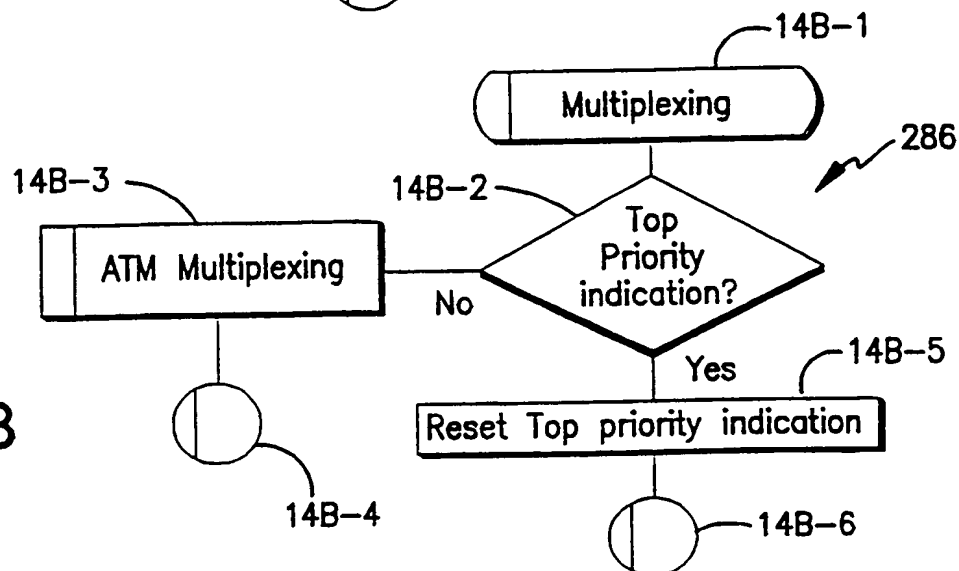 14B-1
Multiplexing
286
14B-3
14B-2
Top
Priority
indication?
ATM Multiplexing
No
Yes
14B-5
Reset Top priority indication
14B-4
14B-6